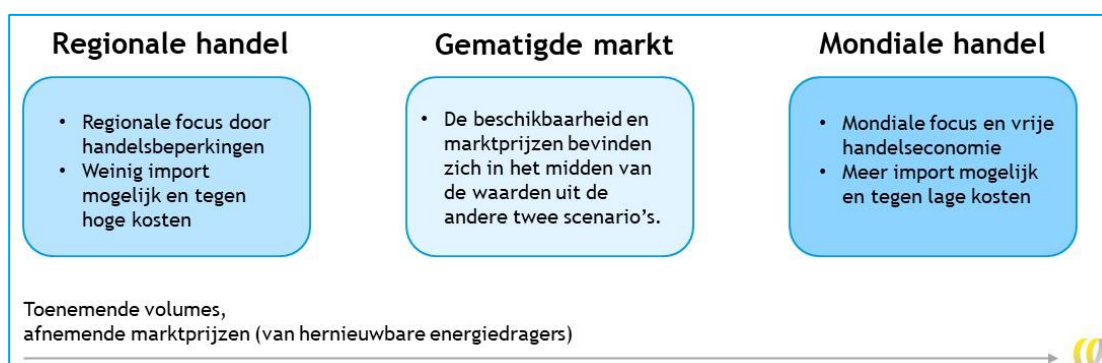 Regionale handel
• Regionale focus door
handelsbeperkingen
• Weinig import
mogelijk en tegen
hoge kosten
Gematigde markt
• De beschikbaarheid en
marktprijzen bevinden
zich in het midden van
de waarden uit de
andere twee scenario's.
Mondiale handel
• Mondiale focus en vrije
handelseconomie
• Meer import mogelijk
en tegen lage kosten
Toenemende volumes,
afnemende marktprijzen (van hernieuwbare energiedragers)